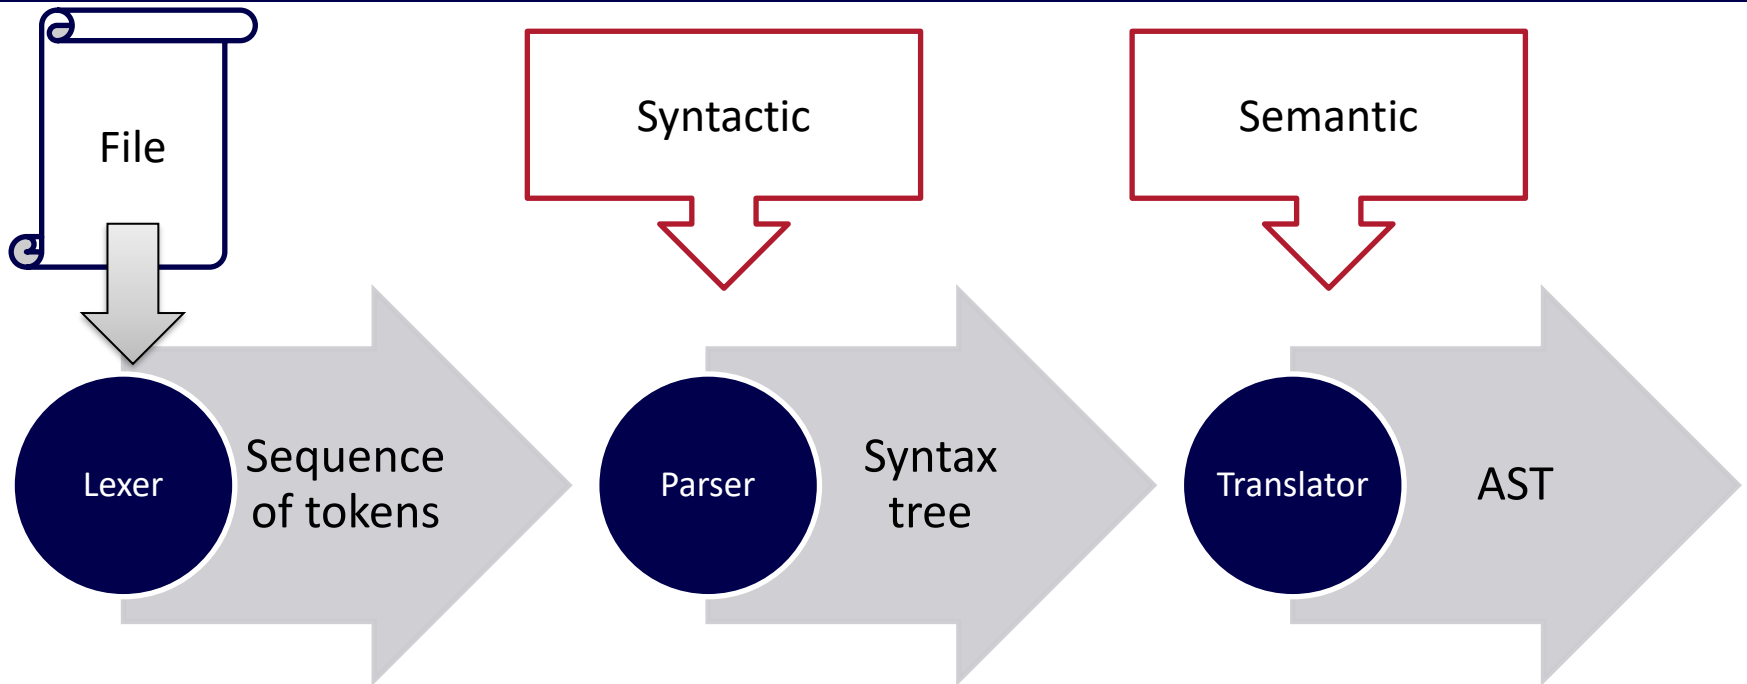 File
Syntactic
Semantic
Lexer
Sequence
of tokens
Parser
Syntax
tree
Translator
AST